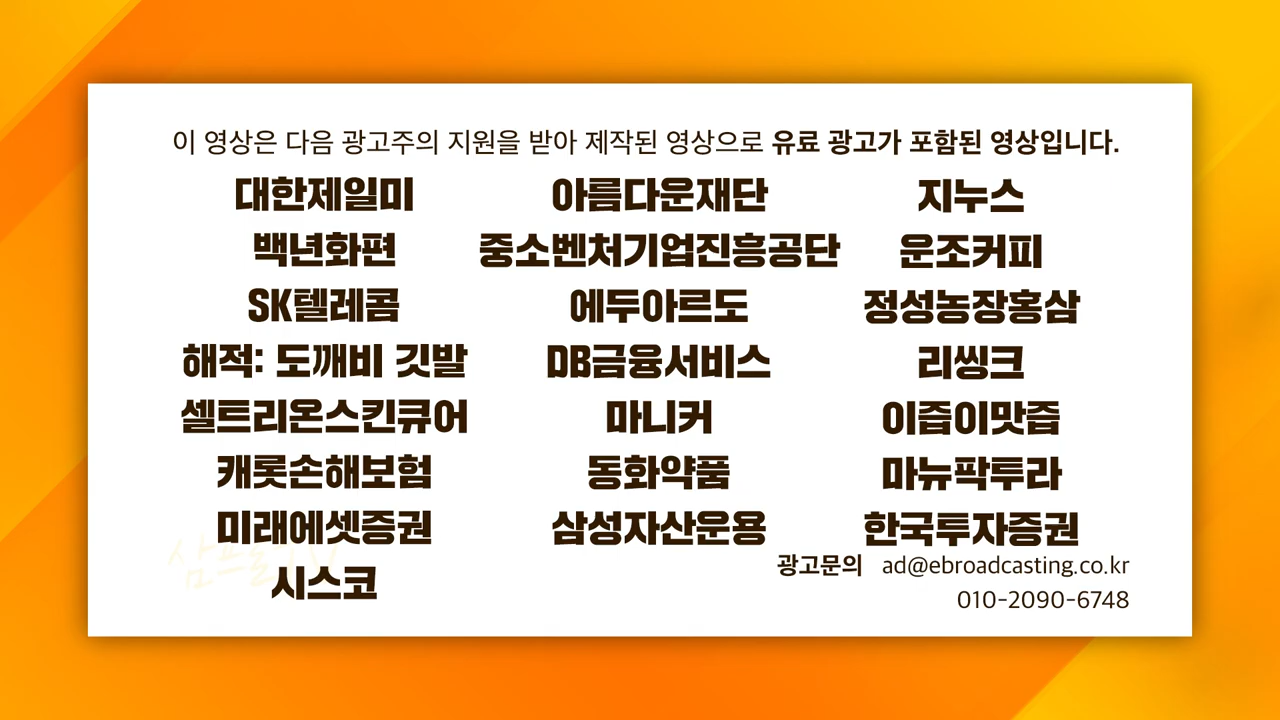 이 영상은 다음 광고주의 지원을 받아 제작된 영상으로 유료 광고가 포함된 영상입니다.
대한제일미 아름다운재단 지누스
백년화편 중소벤처기업진흥공단 운조커피
SK텔레콤 에두아르도 정성농장홍삼
해적: 도깨비 깃발 DB금융서비스 리씽크
셀트리온스킨큐어 마니커 이즙이맛즙
캐롯손해보험 동화약품 마뉴팍투라
미래에셋증권 삼성자산운용 한국투자증권
시스코
광고문의 ad@ebroadcasting.co.kr
010-2090-6748